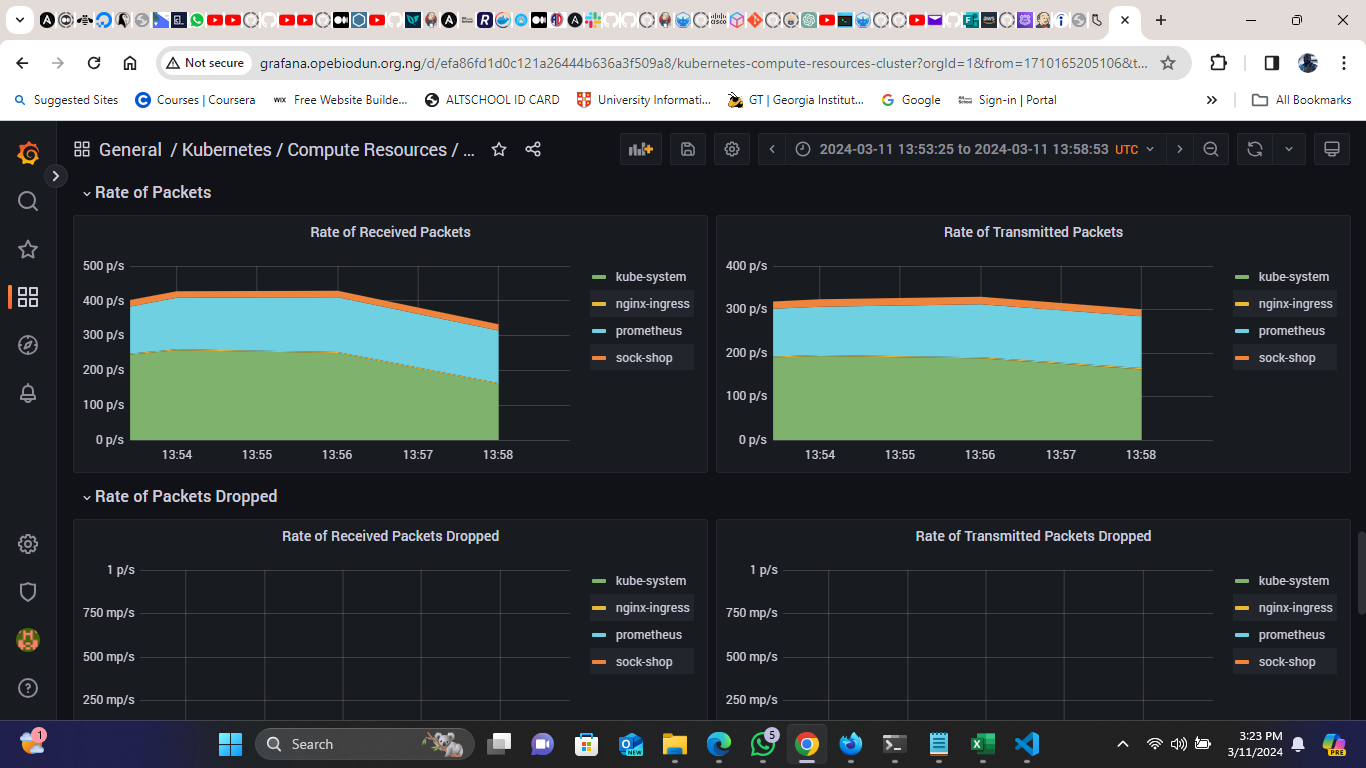 Not secure
grafana.opebiodun.org.ng/d/efa86fd1d0c121a26444b636a3f509a8/kubernetes-compute-resources-cluster?orgId=1&from=1710165205106&t...
Suggested Sites
Courses | Coursera
Free Website Builde...
ALTSCHOOL ID CARD
University Informati...
GT | Georgia Institut...
Google
Sign-in | Portal
All Bookmarks
General / Kubernetes / Compute Resources / ...
2024-03-11 13:53:25 to 2024-03-11 13:58:53 UTC
Rate of Packets
Rate of Received Packets
500 p/s
400 p/s
300 p/s
200 p/s
100 p/s
0 p/s
13:54 13:55 13:56 13:57 13:58
kube-system
nginx-ingress
prometheus
sock-shop
Rate of Transmitted Packets
400 p/s
300 p/s
200 p/s
100 p/s
0 p/s
13:54 13:55 13:56 13:57 13:58
kube-system
nginx-ingress
prometheus
sock-shop
Rate of Packets Dropped
Rate of Received Packets Dropped
1 p/s
750 mp/s
500 mp/s
250 mp/s
kube-system
nginx-ingress
prometheus
sock-shop
Rate of Transmitted Packets Dropped
1 p/s
750 mp/s
500 mp/s
250 mp/s
kube-system
nginx-ingress
prometheus
sock-shop
1
Search
NEW
5
3:23 PM
3/11/2024
PRE